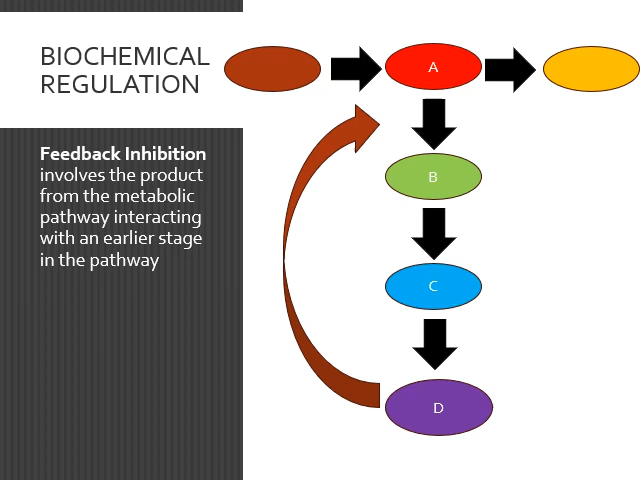 BIOCHEMICAL
REGULATION
Feedback Inhibition
involves the product
from the metabolic
pathway interacting
with an earlier stage
in the pathway
A
B
C
D